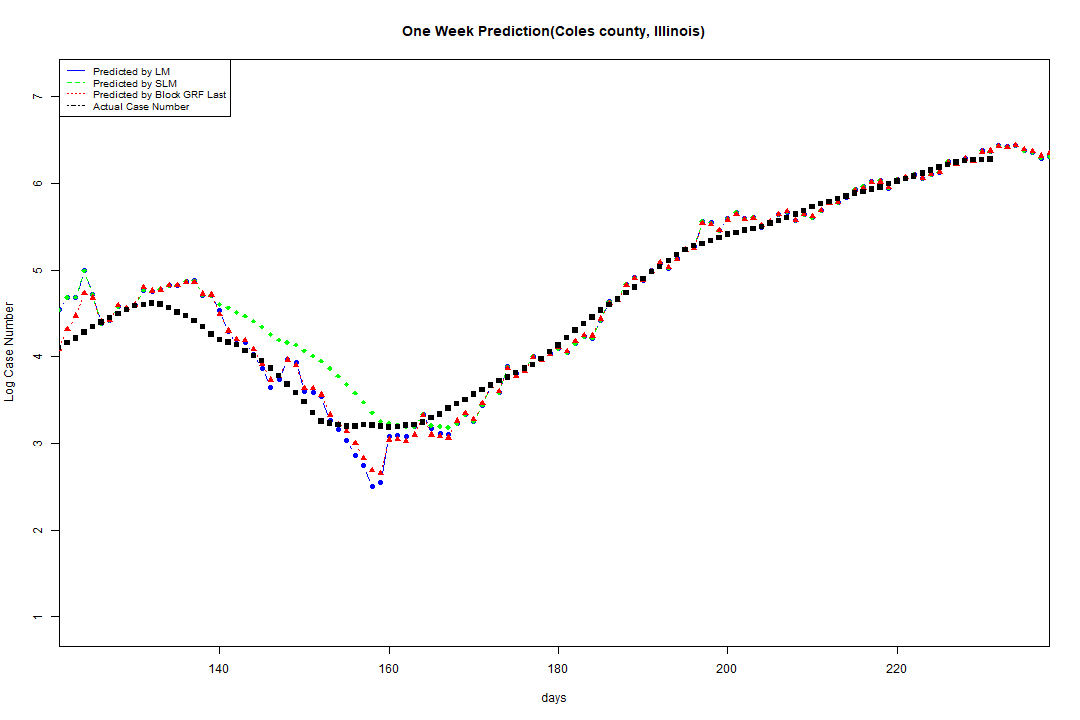 One Week Prediction(Coles county, Illinois)
Predicted by LM
Predicted by SLM
Predicted by Block GRF Last
Actual Case Number
7
6
5
4
3
2
1
Log Case Number
140 160 180 200 220
days